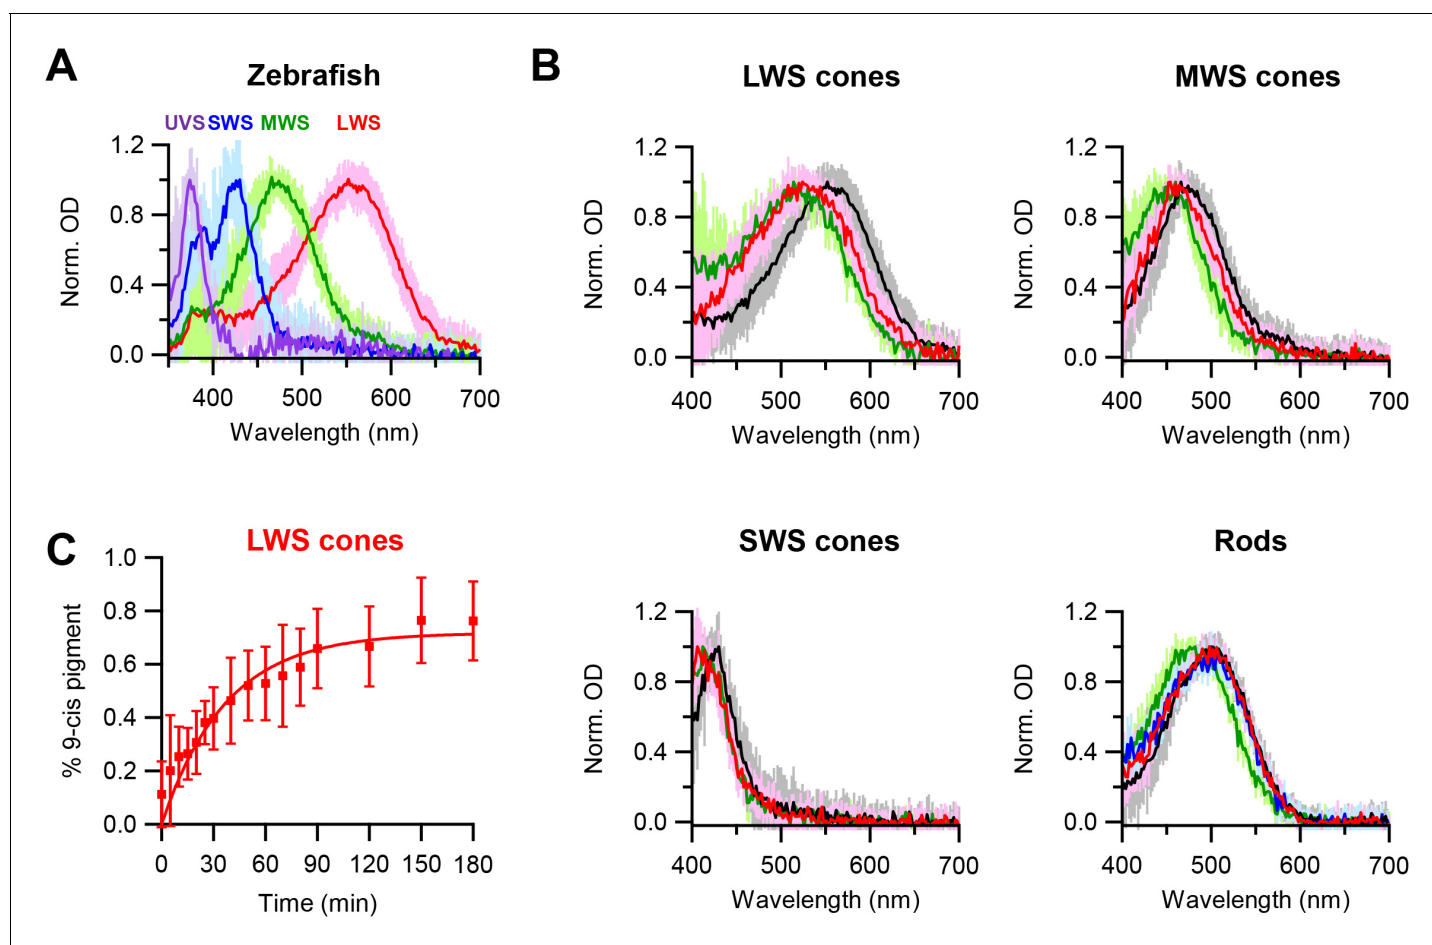 A
Zebrafish
UVS SWS MWS LWS
1.2
0.8
0.4
0.0
Norm. OD
400 500 600 700
Wavelength (nm)
B
LWS cones
1.2
0.8
0.4
0.0
Norm. OD
400 500 600 700
Wavelength (nm)
MWS cones
1.2
0.8
0.4
0.0
Norm. OD
400 500 600 700
Wavelength (nm)
SWS cones
1.2
0.8
0.4
0.0
Norm. OD
400 500 600 700
Wavelength (nm)
Rods
1.2
0.8
0.4
0.0
Norm. OD
400 500 600 700
Wavelength (nm)
C
LWS cones
1.0
0.8
0.6
0.4
0.2
0.0
% 9-cis pigment
0 30 60 90 120 150 180
Time (min)